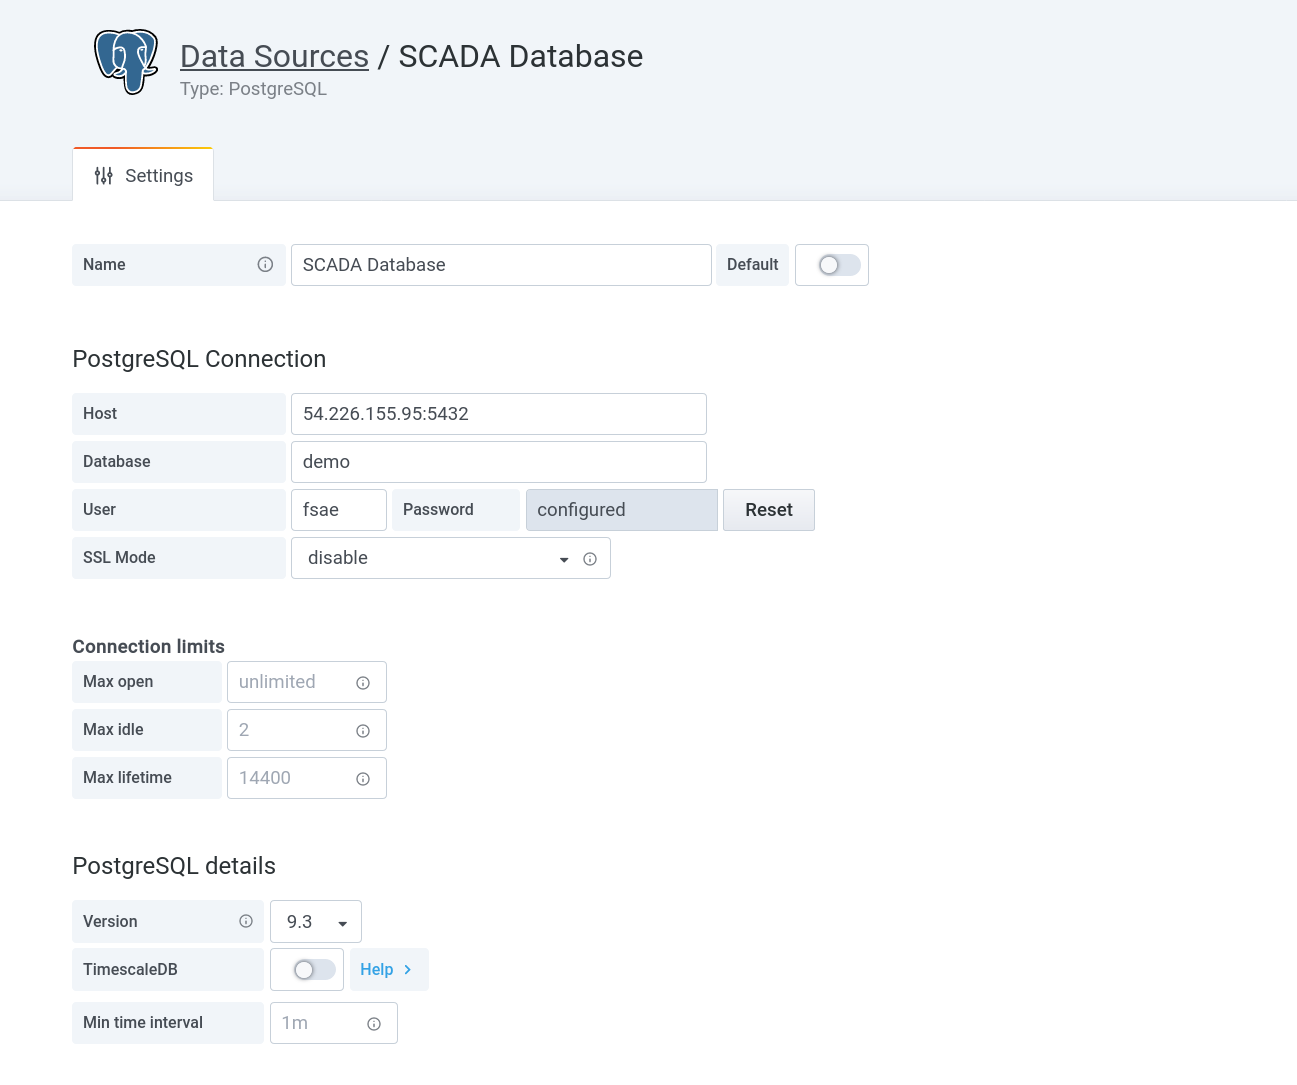 Data Sources / SCADA Database
Type: PostgreSQL
Settings
Name SCADA Database Default
PostgreSQL Connection
Host 54.226.155.95:5432
Database demo
User fsae Password configured Reset
SSL Mode disable
Connection limits
Max open unlimited
Max idle 2
Max lifetime 14400
PostgreSQL details
Version 9.3
TimescaleDB Help
Min time interval 1m